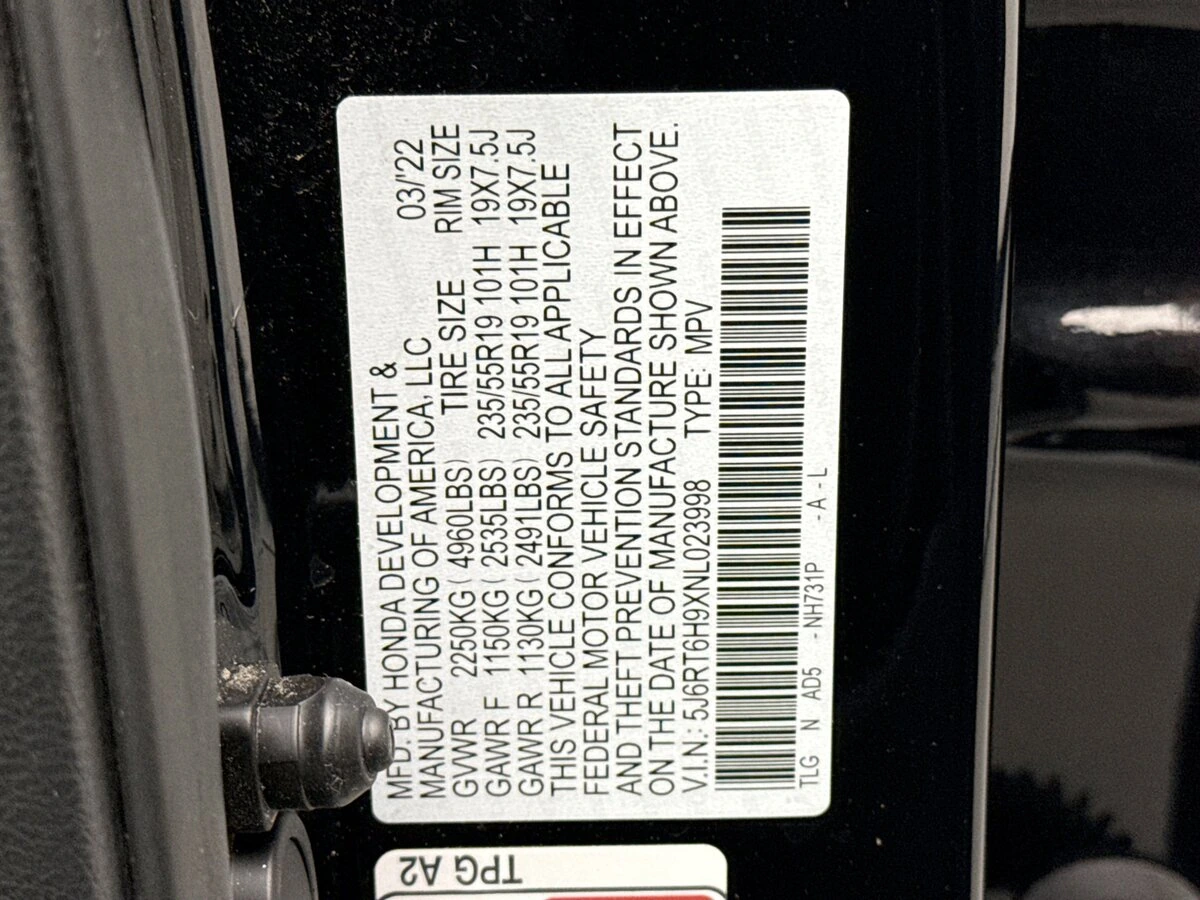 MFD. BY HONDA DEVELOPMENT &
MANUFACTURING OF AMERICA, LLC 03/'22
GVWR 2250KG ( 4960LBS) TIRE SIZE RIM SIZE
GAWR F 1150KG ( 2535LBS) 235/55R19 101H 19X7.5J
GAWR R 1130KG ( 2491LBS) 235/55R19 101H 19X7.5J
THIS VEHICLE CONFORMS TO ALL APPLICABLE
FEDERAL MOTOR VEHICLE SAFETY
AND THEFT PREVENTION STANDARDS IN EFFECT
ON THE DATE OF MANUFACTURE SHOWN ABOVE.
V.I.N.: 5J6RT6H9XNL023998 TYPE: MPV
TLG N AD5 -NH731P -A-L
TPG A2